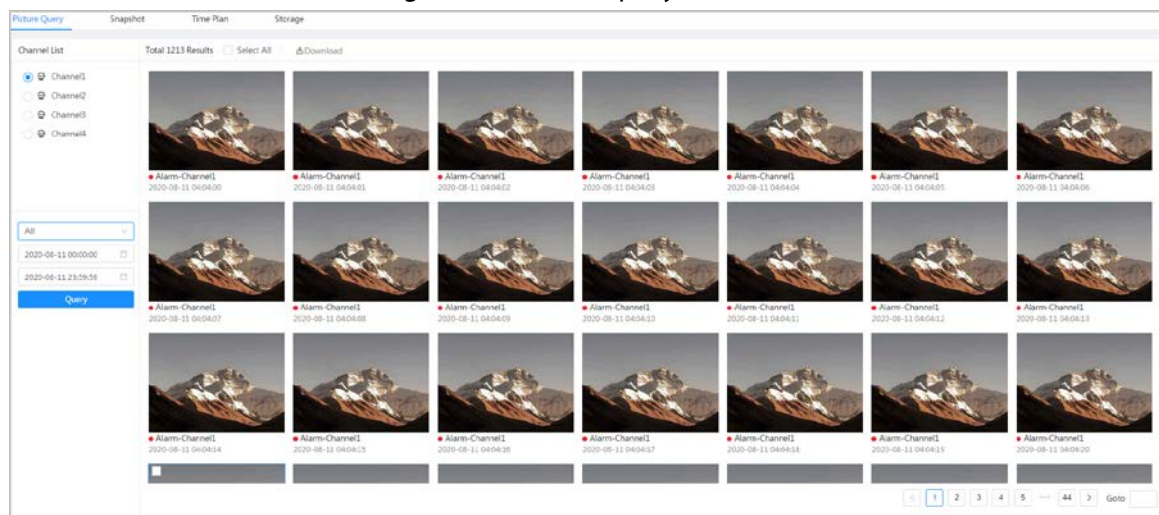 Picture Query Snapshot Time Plan Storage
Channel List Total 1213 Results Select All Download
Channel1
Channel2
Channel3
Channel4
Alarm-Channel1 Alarm-Channel1 Alarm-Channel1 Alarm-Channel1 Alarm-Channel1 Alarm-Channel1 Alarm-Channel1
2020-08-11 04:04:00 2020-08-11 04:04:01 2020-08-11 04:04:02 2020-08-11 04:04:03 2020-08-11 04:04:04 2020-08-11 04:04:05 2020-08-11 04:04:06
All
2020-08-11 00:00:00
2020-08-11 23:59:59
Query
Alarm-Channel1 Alarm-Channel1 Alarm-Channel1 Alarm-Channel1 Alarm-Channel1 Alarm-Channel1 Alarm-Channel1
2020-08-11 04:04:07 2020-08-11 04:04:08 2020-08-11 04:04:09 2020-08-11 04:04:10 2020-08-11 04:04:11 2020-08-11 04:04:12 2020-08-11 04:04:13
Alarm-Channel1 Alarm-Channel1 Alarm-Channel1 Alarm-Channel1 Alarm-Channel1 Alarm-Channel1 Alarm-Channel1
2020-08-11 04:04:14 2020-08-11 04:04:15 2020-08-11 04:04:16 2020-08-11 04:04:17 2020-08-11 04:04:18 2020-08-11 04:04:19 2020-08-11 04:04:20
< 1 2 3 4 5 ··· 44 > Goto